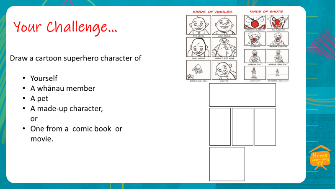 Your Challenge...
Draw a cartoon superhero character of
• Yourself
• A whānau member
• A pet
• A made-up character,
or
• One from a comic book or
movie.